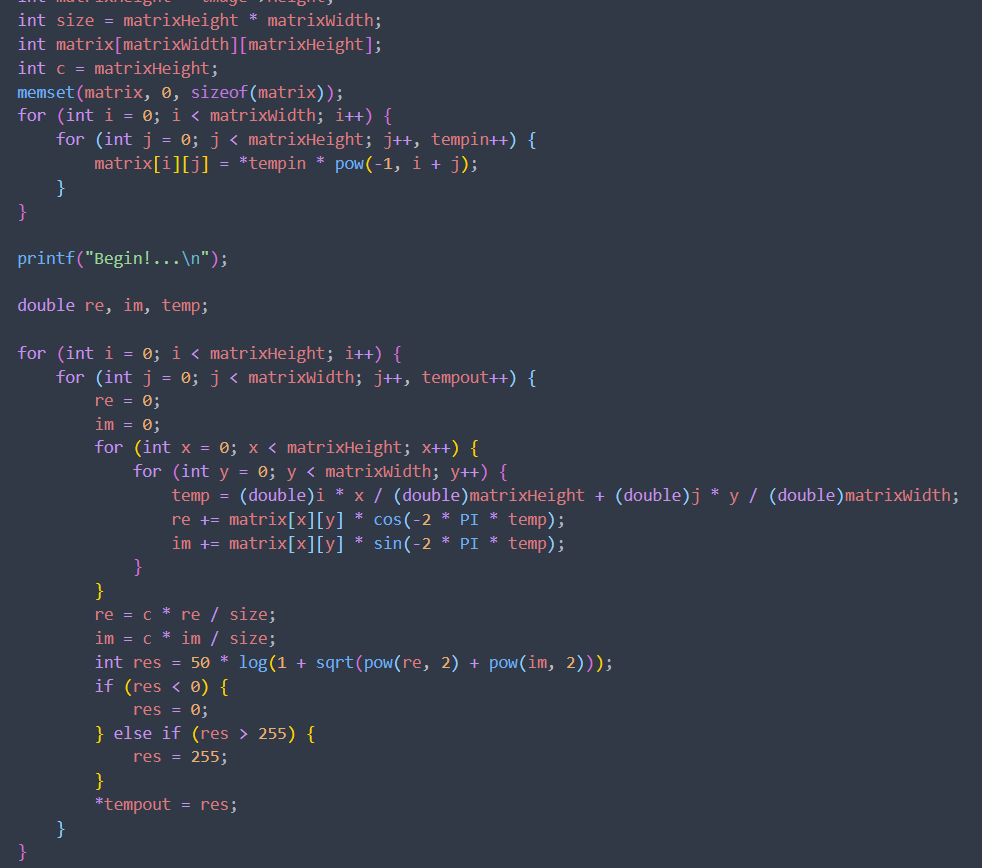 int matrixHeight = image->height;
int size = matrixHeight * matrixWidth;
int matrix[matrixWidth][matrixHeight];
int c = matrixHeight;
memset(matrix, 0, sizeof(matrix));
for (int i = 0; i < matrixWidth; i++) {
    for (int j = 0; j < matrixHeight; j++, tempin++) {
        matrix[i][j] = *tempin * pow(-1, i + j);
    }
}

printf("Begin!...\n");

double re, im, temp;

for (int i = 0; i < matrixHeight; i++) {
    for (int j = 0; j < matrixWidth; j++, tempout++) {
        re = 0;
        im = 0;
        for (int x = 0; x < matrixHeight; x++) {
            for (int y = 0; y < matrixWidth; y++) {
                temp = (double)i * x / (double)matrixHeight + (double)j * y / (double)matrixWidth;
                re += matrix[x][y] * cos(-2 * PI * temp);
                im += matrix[x][y] * sin(-2 * PI * temp);
            }
        }
        re = c * re / size;
        im = c * im / size;
        int res = 50 * log(1 + sqrt(pow(re, 2) + pow(im, 2)));
        if (res < 0) {
            res = 0;
        } else if (res > 255) {
            res = 255;
        }
        *tempout = res;
    }
}